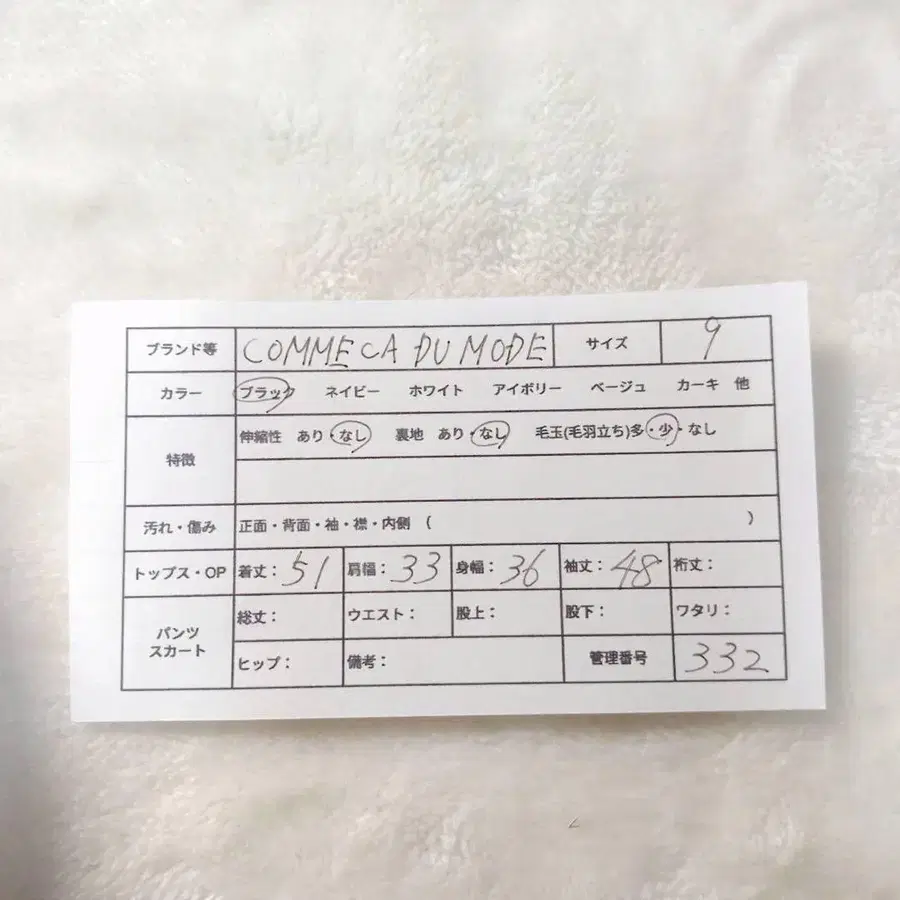 ブランド等 COMME CA DU MODE サイズ 9
カラー ブラック ネイビー ホワイト アイボリー ベージュ カーキ 他
特徴 伸縮性 あり・なし 裏地 あり・なし 毛玉(毛羽立ち)多・少・なし
汚れ・傷み 正面・背面・袖・襟・内側 ( )
トップス・OP 着丈: 51 肩幅: 33 身幅: 36 袖丈: 48 裄丈:
パンツ スカート 総丈: ウエスト: 股上: 股下: ワタリ:
ヒップ: 備考: 管理番号 332